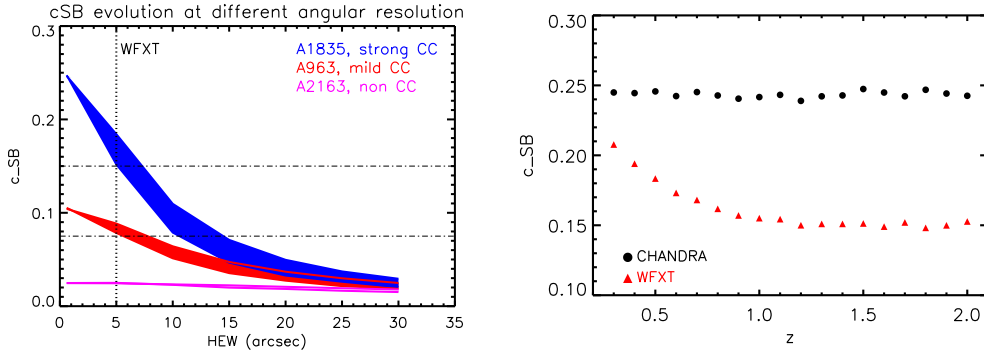 cSB evolution at different angular resolution
0.3
0.2
0.1
0.0
c_SB
WFXT
A1835, strong CC
A963, mild CC
A2163, non CC
0 5 10 15 20 25 30 35
HEW (arcsec)
0.30
0.25
0.20
0.15
0.10
c_SB
CHANDRA
WFXT
0.5 1.0 1.5 2.0
z